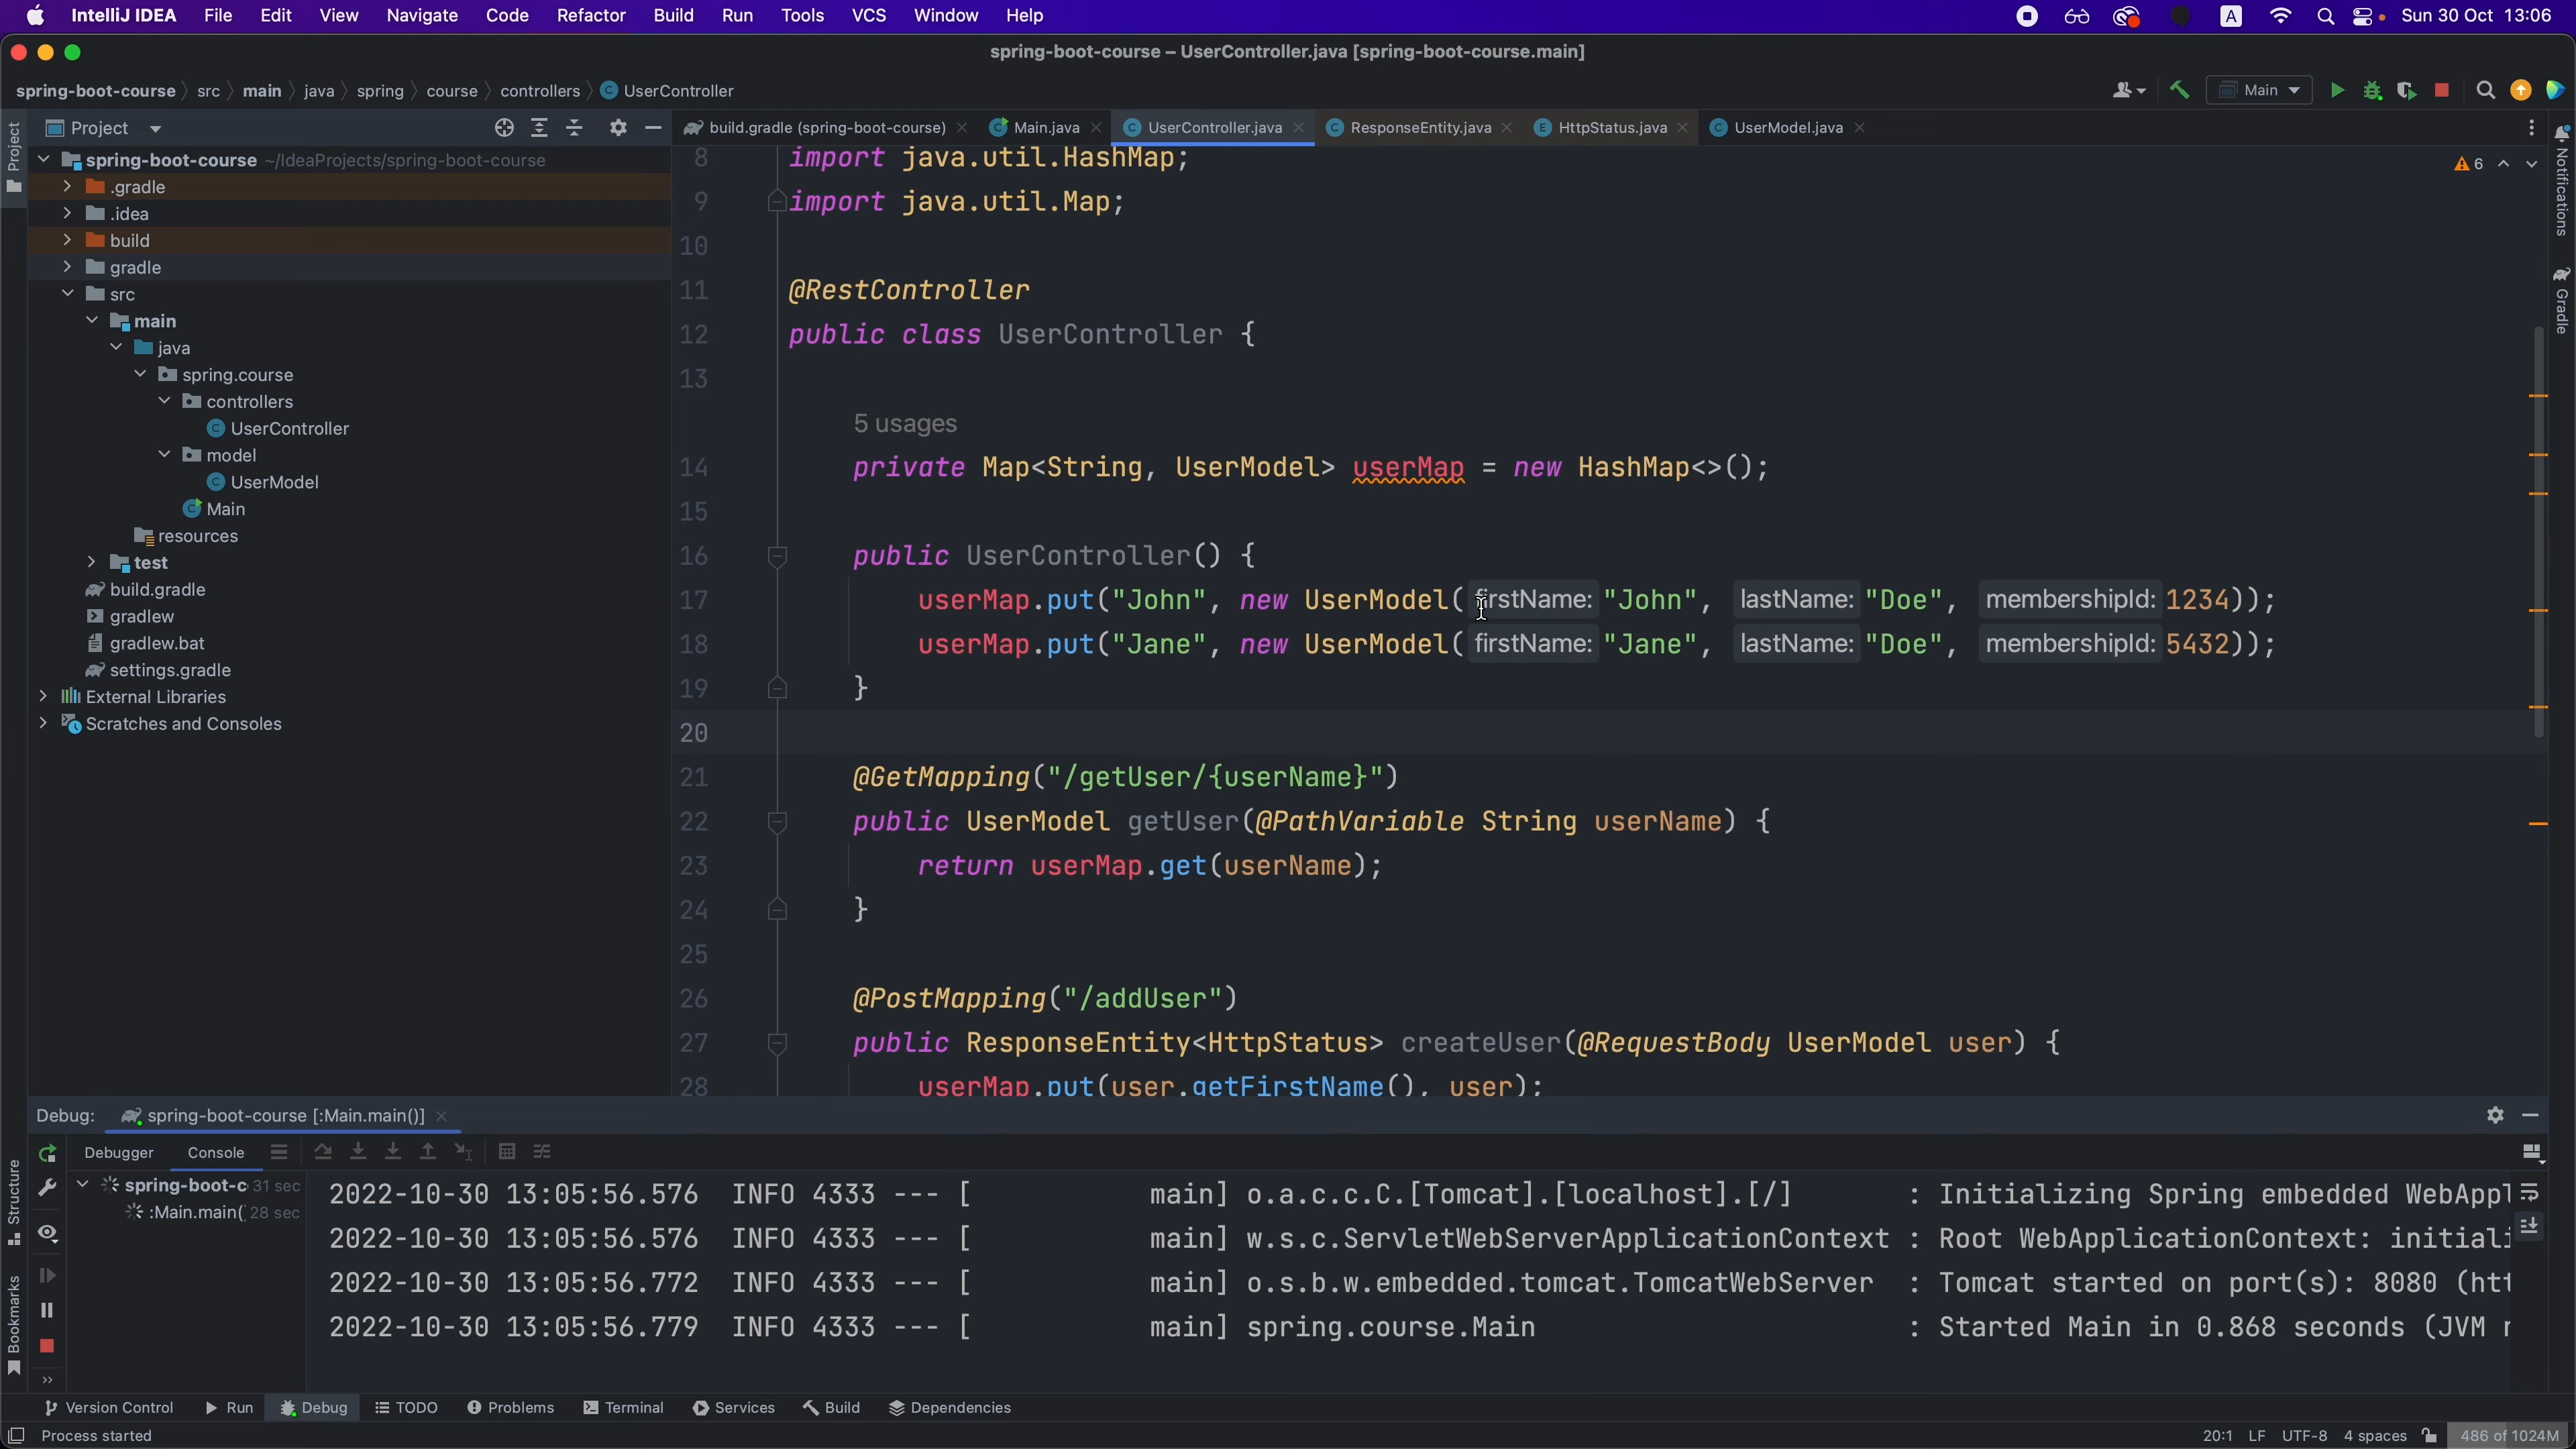 IntelliJ IDEA File Edit View Navigate Code Refactor Build Run Tools VCS Window Help A Sun 30 Oct 13:06
spring-boot-course – UserController.java [spring-boot-course.main]
spring-boot-course src main java spring course controllers UserController Main
Project build.gradle (spring-boot-course) Main.java UserController.java ResponseEntity.java HttpStatus.java UserModel.java
spring-boot-course ~/IdeaProjects/spring-boot-course
.gradle
.idea
build
gradle
src
main
java
spring.course
controllers
UserController
model
UserModel
Main
resources
test
build.gradle
gradlew
gradlew.bat
settings.gradle
External Libraries
Scratches and Consoles
Project
Structure
Bookmarks
Notifications
Gradle
6
8 import java.util.HashMap;
9 import java.util.Map;
10
11 @RestController
12 public class UserController {
13
5 usages
14 private Map<String, UserModel> userMap = new HashMap<>();
15
16 public UserController() {
17 userMap.put("John", new UserModel( firstName: "John", lastName: "Doe", membershipId: 1234));
18 userMap.put("Jane", new UserModel( firstName: "Jane", lastName: "Doe", membershipId: 5432));
19 }
20
21 @GetMapping("/getUser/{userName}")
22 public UserModel getUser(@PathVariable String userName) {
23 return userMap.get(userName);
24 }
25
26 @PostMapping("/addUser")
27 public ResponseEntity<HttpStatus> createUser(@RequestBody UserModel user) {
28 userMap.put(user.getFirstName(), user);
Debug: spring-boot-course [:Main.main()]
Debugger Console
spring-boot-c 31 sec
:Main.main( 28 sec
2022-10-30 13:05:56.576 INFO 4333 --- [ main] o.a.c.c.C.[Tomcat].[localhost].[/] : Initializing Spring embedded WebAppl
2022-10-30 13:05:56.576 INFO 4333 --- [ main] w.s.c.ServletWebServerApplicationContext : Root WebApplicationContext: initiali
2022-10-30 13:05:56.772 INFO 4333 --- [ main] o.s.b.w.embedded.tomcat.TomcatWebServer : Tomcat started on port(s): 8080 (htt
2022-10-30 13:05:56.779 INFO 4333 --- [ main] spring.course.Main : Started Main in 0.868 seconds (JVM r
Version Control Run Debug TODO Problems Terminal Services Build Dependencies
Process started 20:1 LF UTF-8 4 spaces 486 of 1024M